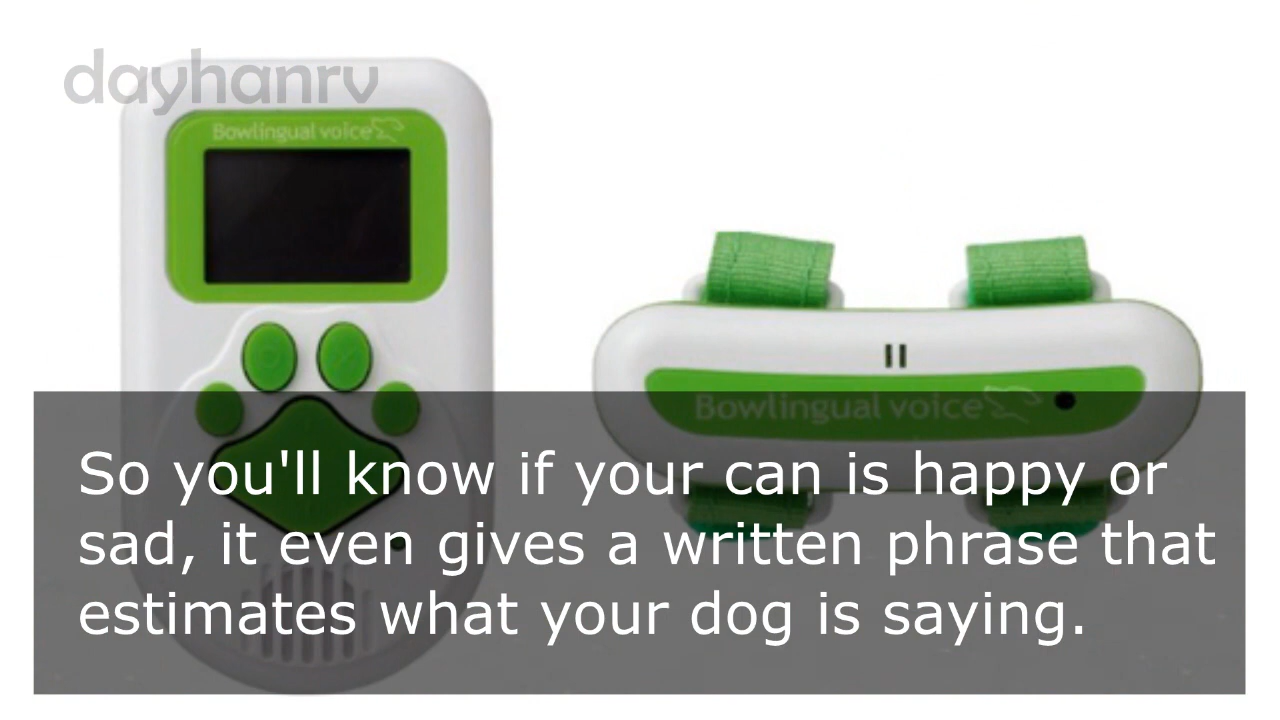 dayhanrv
Bowlingual voice
Bowlingual voice
So you'll know if your can is happy or
sad, it even gives a written phrase that
estimates what your dog is saying.